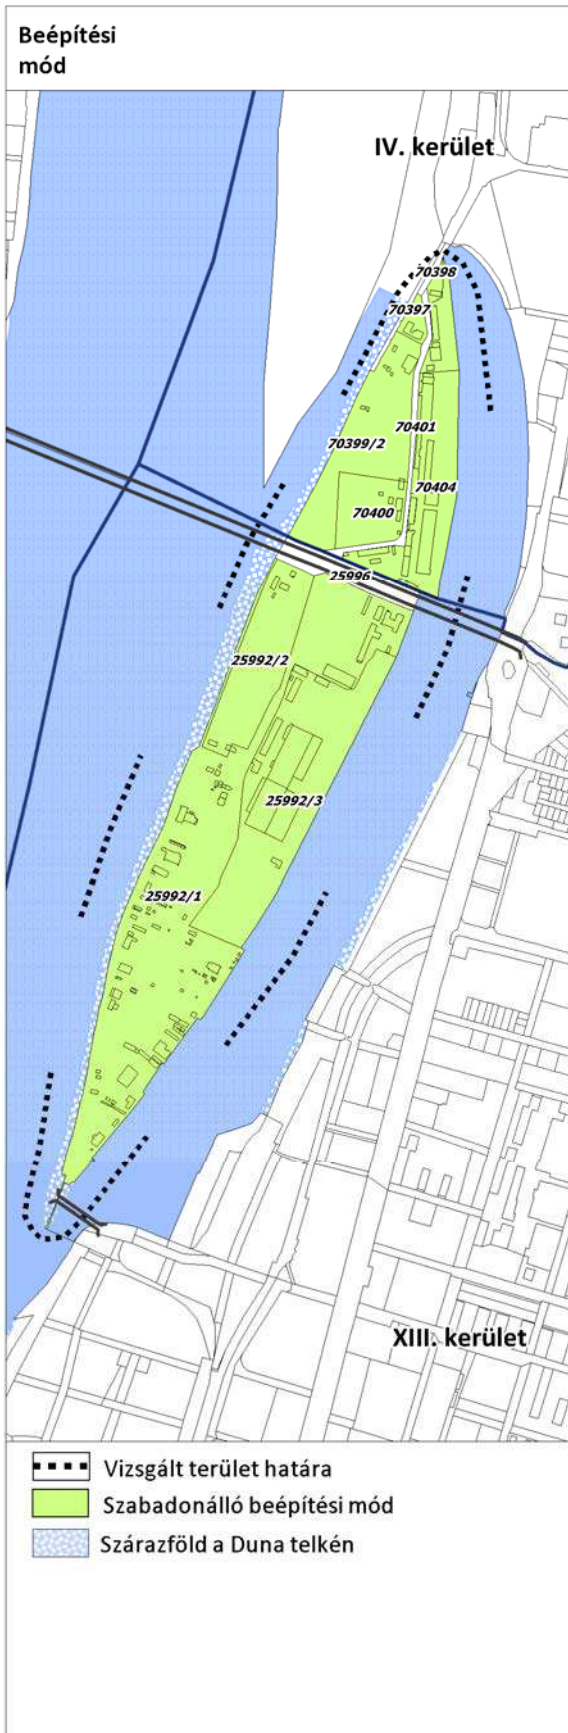 Beépítési
mód
IV. kerület
70398
70397
70401
70399/2
70404
70400
25996
25992/2
25992/3
25992/1
XIII. kerület
Vizsgált terület határa
Szabadonálló beépítési mód
Szárazföld a Duna telkén